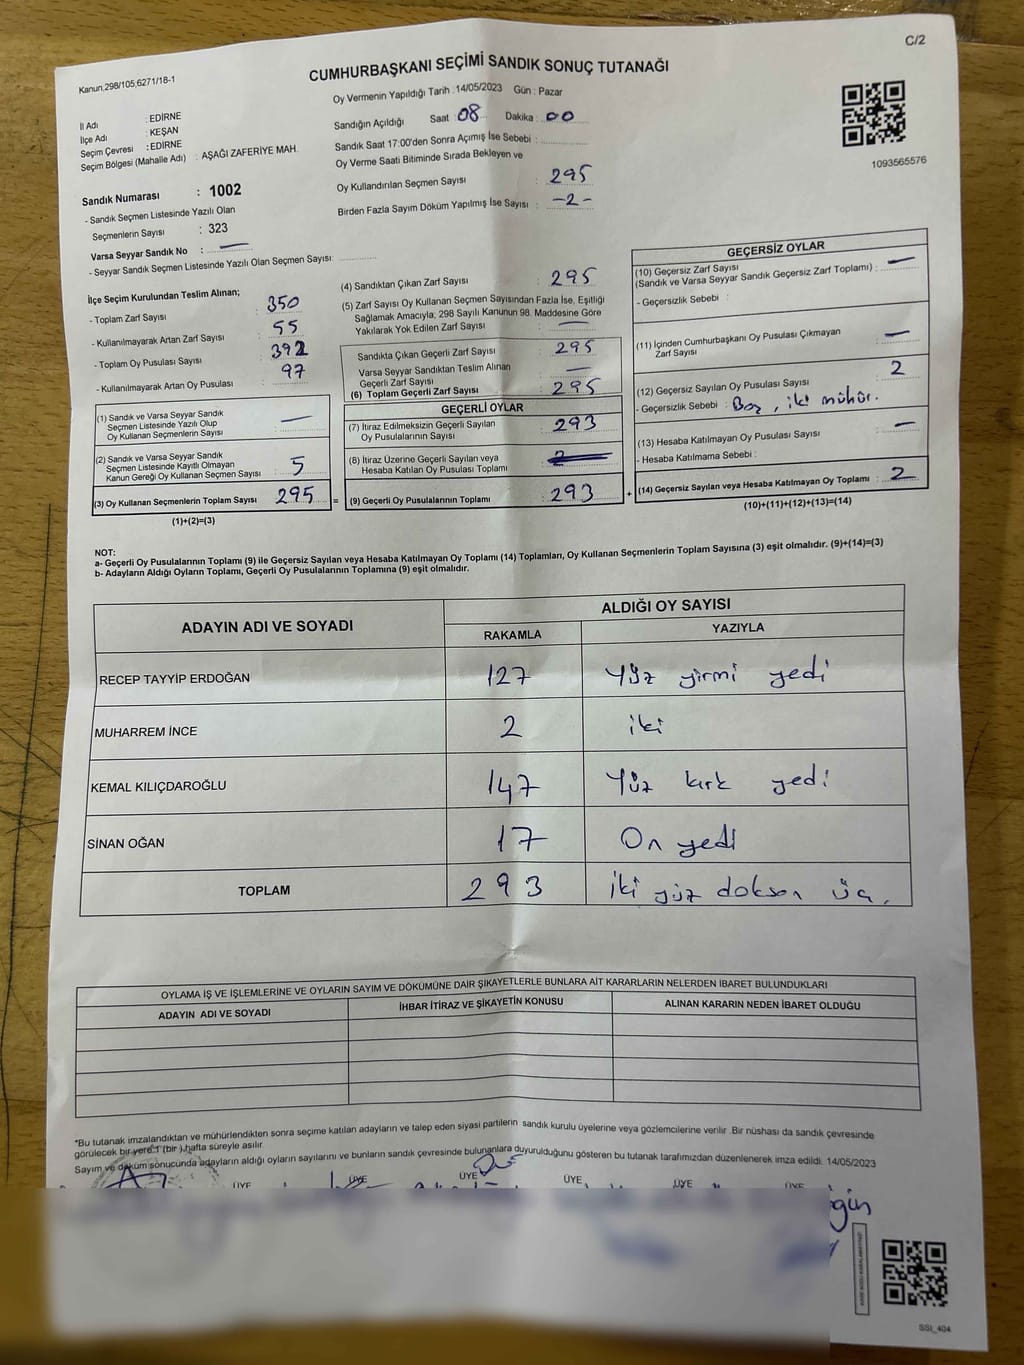 C/2
Kanun.298/105;6271/18-1
CUMHURBAŞKANI SEÇİMİ SANDIK SONUÇ TUTANAĞI
Oy Vermenin Yapıldığı Tarih : 14/05/2023 Gün : Pazar
İl Adı : EDİRNE
İlçe Adı : KEŞAN
Seçim Çevresi : EDİRNE
Seçim Bölgesi (Mahalle Adı) : AŞAĞI ZAFERİYE MAH.
Sandığın Açıldığı Saat 08 Dakika : 00
Sandık Saat 17:00'den Sonra Açımış İse Sebebi :
Oy Verme Saati Bitiminde Sırada Bekleyen ve
Oy Kullandırılan Seçmen Sayısı : 295
Birden Fazla Sayım Döküm Yapılmış İse Sayısı : -2-
1093565576
Sandık Numarası : 1002
- Sandık Seçmen Listesinde Yazılı Olan
Seçmenlerin Sayısı : 323
Varsa Seyyar Sandık No : —
- Seyyar Sandık Seçmen Listesinde Yazılı Olan Seçmen Sayısı:
İlçe Seçim Kurulundan Teslim Alınan;
- Toplam Zarf Sayısı : 350
- Kullanılmayarak Artan Zarf Sayısı : 55
- Toplam Oy Pusulası Sayısı : 392
- Kullanılmayarak Artan Oy Pusulası : 97
(1) Sandık ve Varsa Seyyar Sandık
Seçmen Listesinde Yazılı Olup
Oy Kullanan Seçmenlerin Sayısı : —
(2) Sandık ve Varsa Seyyar Sandık
Seçmen Listesinde Kayıtlı Olmayan
Kanun Gereği Oy Kullanan Seçmen Sayısı : 5
(3) Oy Kullanan Seçmenlerin Toplam Sayısı : 295 =
(1)+(2)=(3)
(4) Sandıktan Çıkan Zarf Sayısı : 295
(5) Zarf Sayısı Oy Kullanan Seçmen Sayısından Fazla İse, Eşitliği
Sağlamak Amacıyla; 298 Sayılı Kanunun 98. Maddesine Göre
Yakılarak Yok Edilen Zarf Sayısı : —
Sandıkta Çıkan Geçerli Zarf Sayısı : 295
Varsa Seyyar Sandıktan Teslim Alınan
Geçerli Zarf Sayısı : —
(6) Toplam Geçerli Zarf Sayısı : 295
GEÇERLİ OYLAR
(7) İtiraz Edilmeksizin Geçerli Sayılan
Oy Pusulalarının Sayısı : 293
(8) İtiraz Üzerine Geçerli Sayılan veya
Hesaba Katılan Oy Pusulası Toplamı :
(9) Geçerli Oy Pusulalarının Toplamı : 293 +
GEÇERSİZ OYLAR
(10) Geçersiz Zarf Sayısı
(Sandık ve Varsa Seyyar Sandık Geçersiz Zarf Toplamı) : —
- Geçersizlik Sebebi :
(11) İçinden Cumhurbaşkanı Oy Pusulası Çıkmayan
Zarf Sayısı : —
(12) Geçersiz Sayılan Oy Pusulası Sayısı : 2
- Geçersizlik Sebebi : Boş, iki mühür.
(13) Hesaba Katılmayan Oy Pusulası Sayısı : —
- Hesaba Katılmama Sebebi :
(14) Geçersiz Sayılan veya Hesaba Katılmayan Oy Toplamı : 2
(10)+(11)+(12)+(13)=(14)
NOT:
a- Geçerli Oy Pusulalarının Toplamı (9) ile Geçersiz Sayılan veya Hesaba Katılmayan Oy Toplamı (14) Toplamları, Oy Kullanan Seçmenlerin Toplam Sayısına (3) eşit olmalıdır. (9)+(14)=(3)
b- Adayların Aldığı Oyların Toplamı, Geçerli Oy Pusulalarının Toplamına (9) eşit olmalıdır.
ADAYIN ADI VE SOYADI
ALDIĞI OY SAYISI
RAKAMLA YAZIYLA
RECEP TAYYİP ERDOĞAN 127 Yüz yirmi yedi
MUHARREM İNCE 2 iki
KEMAL KILIÇDAROĞLU 147 Yüz kırk yedi
SİNAN OĞAN 17 On yedi
TOPLAM 293 iki yüz doksan üç.
OYLAMA İŞ VE İŞLEMLERİNE VE OYLARIN SAYIM VE DÖKÜMÜNE DAİR ŞİKAYETLERLE BUNLARA AİT KARARLARIN NELERDEN İBARET BULUNDUKLARI
ADAYIN ADI VE SOYADI İHBAR İTİRAZ VE ŞİKAYETİN KONUSU ALINAN KARARIN NEDEN İBARET OLDUĞU
*Bu tutanak imzalandıktan ve mühürlendikten sonra seçime katılan adayların ve talep eden siyasi partilerin sandık kurulu üyelerine veya gözlemcilerine verilir. Bir nüshası da sandık çevresinde
görülecek bir yere 1 (bir) hafta süreyle asılır.
Sayım ve döküm sonucunda adayların aldığı oyların sayılarını ve bunların sandık çevresinde bulunanlara duyurulduğunu gösteren bu tutanak tarafımızdan düzenlenerek imza edildi. 14/05/2023
ÜYE ÜYE ÜYE ÜYE ÜYE ÜYE
SSI_404